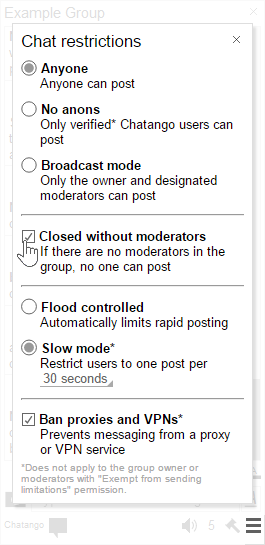 Example Group
Chat restrictions
Anyone
Anyone can post
No anons
Only verified* Chatango users can
post
Broadcast mode
Only the owner and designated
moderators can post
Closed without moderators
If there are no moderators in the
group, no one can post
Flood controlled
Automatically limits rapid posting
Slow mode*
Restrict users to one post per
30 seconds
Ban proxies and VPNs*
Prevents messaging from a proxy
or VPN service
*Does not apply to the group owner or
moderators with "Exempt from sending
limitations" permission.
Chatango
5